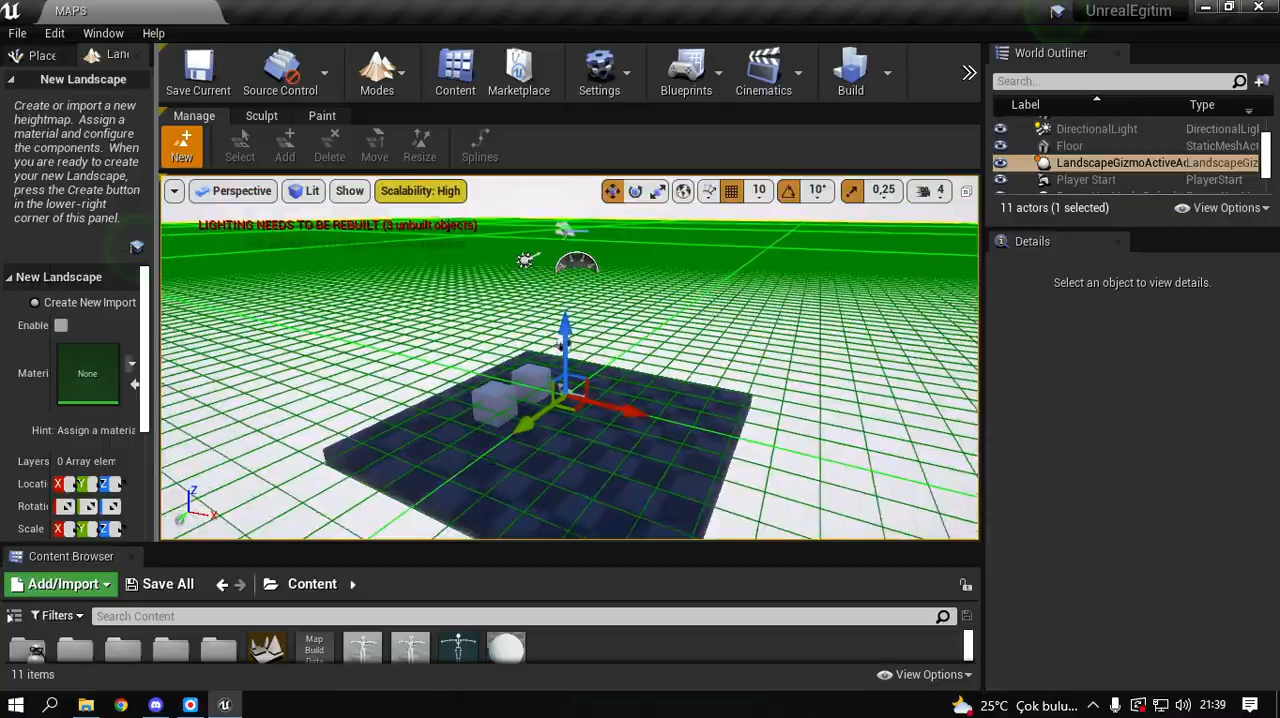 MAPS
UnrealEgitim
File Edit Window Help
Place
Lan
New Landscape
Create or import a new
heightmap. Assign a
material and configure
the components. When
you are ready to create
your new Landscape,
press the Create button
in the lower-right
corner of this panel.
New Landscape
Create New Import
Enable
Materi
None
Hint: Assign a materia
Layers 0 Array elem
Locati X Y Z
Rotatio
Scale X Y Z
Save Current
Source Control
Modes
Content
Marketplace
Settings
Blueprints
Cinematics
Build
Manage Sculpt Paint
New Select Add Delete Move Resize Splines
Perspective Lit Show Scalability: High 10 10° 0,25 4
LIGHTING NEEDS TO BE REBUILT (8 unbuilt objects)
Z
X
World Outliner
Search...
Label Type
DirectionalLight DirectionalLigl
Floor StaticMeshAct
LandscapeGizmoActiveAc LandscapeGiz
Player Start PlayerStart
11 actors (1 selected) View Options
Details
Select an object to view details.
Content Browser
Add/Import Save All Content
Filters Search Content
Map
Build
11 items View Options
25°C Çok bulu... 21:39